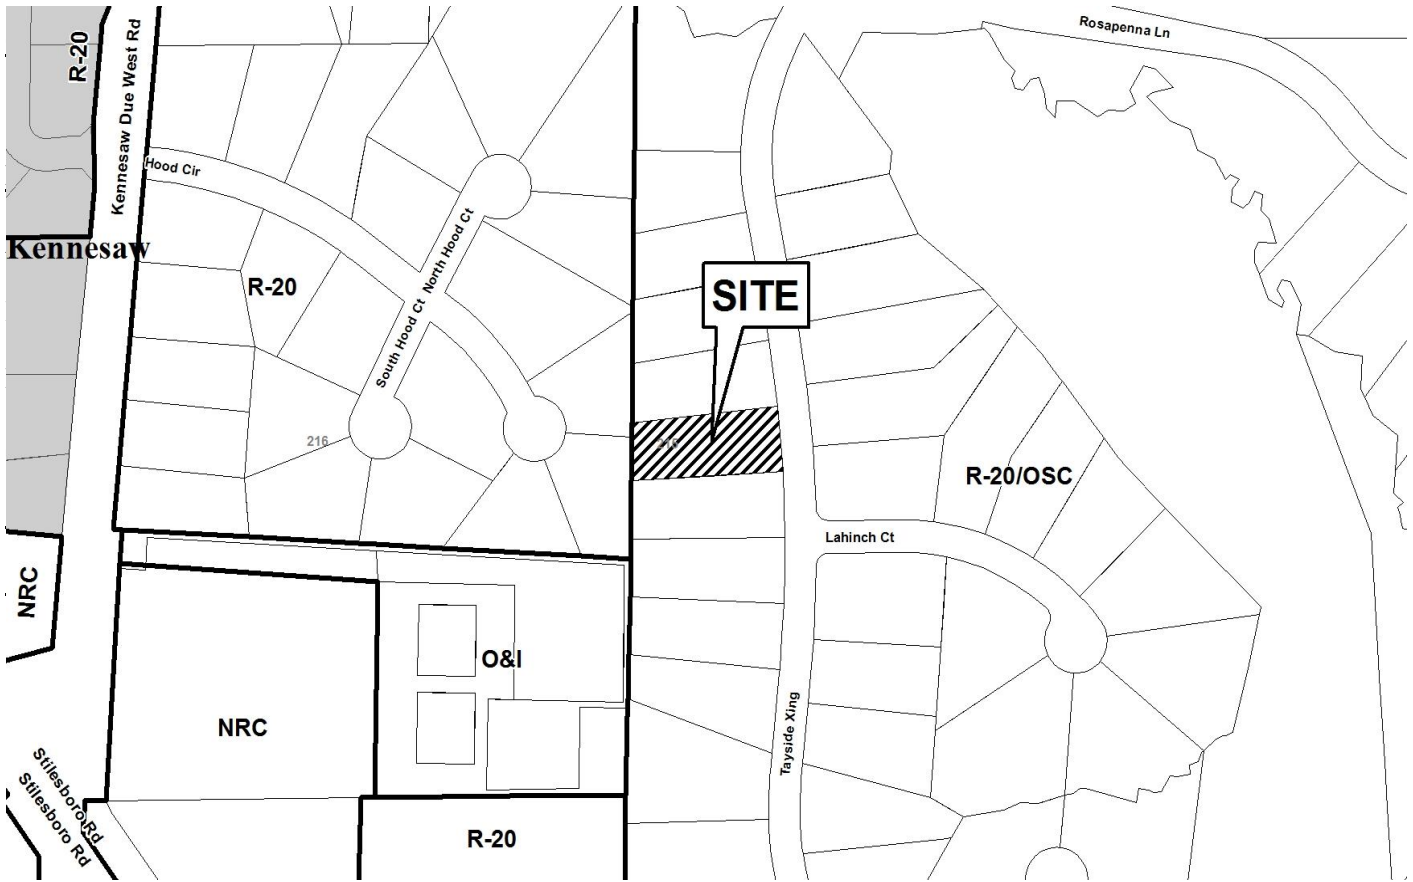 Rosapenna Ln
R-20
Kennesaw Due West Rd
Hood Cir
Kennesaw
North Hood Ct
R-20
SITE
South Hood Ct
216
R-20/OSC
Lahinch Ct
NRC
O&I
NRC
Tayside Xing
Stilesboro Rd
Stilesboro Rd
R-20